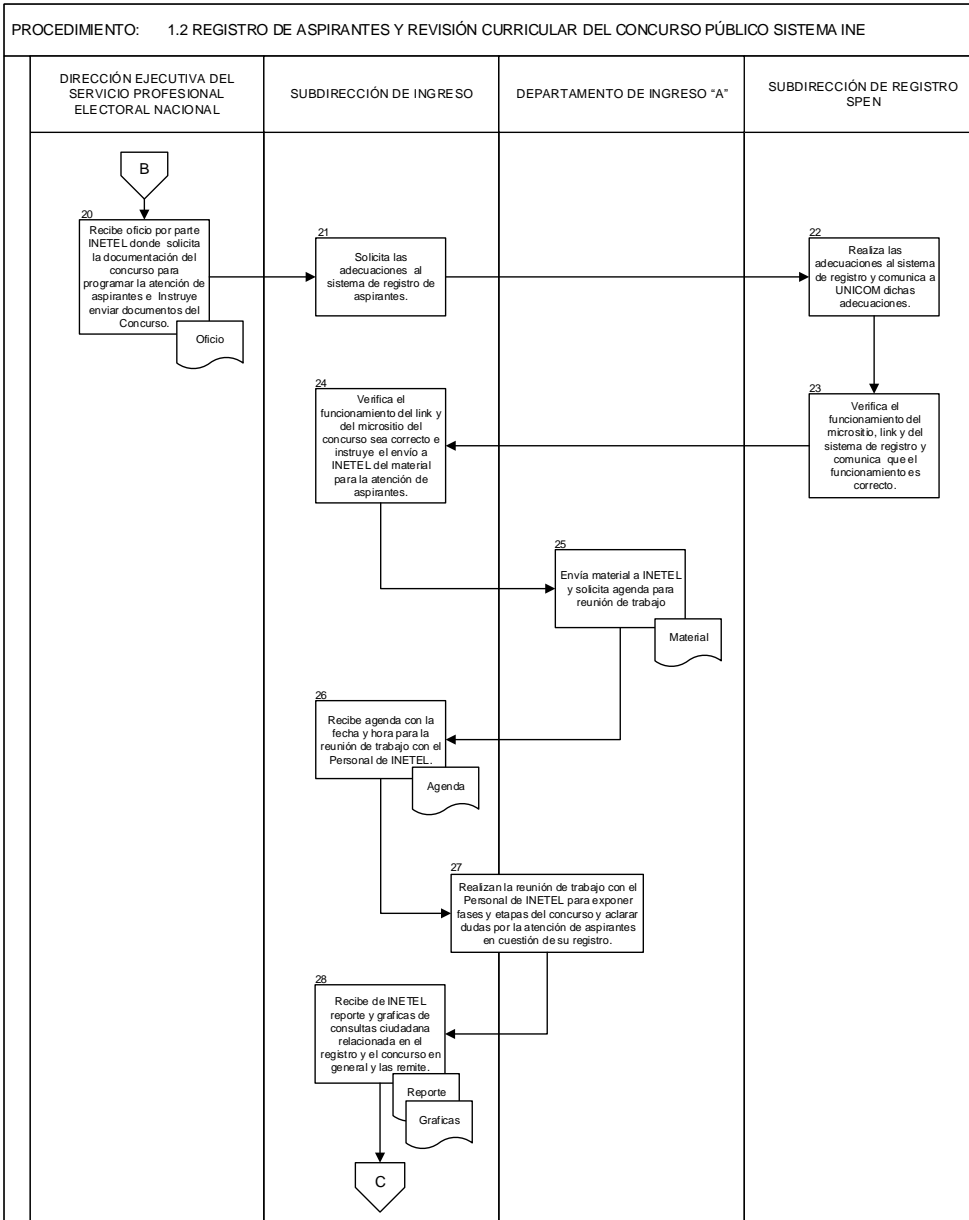 PROCEDIMIENTO: 1.2 REGISTRO DE ASPIRANTES Y REVISIÓN CURRICULAR DEL CONCURSO PÚBLICO SISTEMA INE
DIRECCIÓN EJECUTIVA DEL
SERVICIO PROFESIONAL
ELECTORAL NACIONAL
SUBDIRECCIÓN DE INGRESO
DEPARTAMENTO DE INGRESO “A”
SUBDIRECCIÓN DE REGISTRO
SPEN
B
20
Recibe oficio por parte
INETEL donde solicita
la documentación del
concurso para
programar la atención de
aspirantes e Instruye
enviar documentos del
Concurso.
Oficio
21
Solicita las
adecuaciones al
sistema de registro de
aspirantes.
22
Realiza las
adecuaciones al sistema
de registro y comunica a
UNICOM dichas
adecuaciones.
23
Verifica el
funcionamiento del
micrositio, link y del
sistema de registro y
comunica que el
funcionamiento es
correcto.
24
Verifica el
funcionamiento del link y
del micrositio del
concurso sea correcto e
instruye el envío a
INETEL del material
para la atención de
aspirantes.
25
Envía material a INETEL
y solicita agenda para
reunión de trabajo
Material
26
Recibe agenda con la
fecha y hora para la
reunión de trabajo con el
Personal de INETEL.
Agenda
27
Realizan la reunión de trabajo con el
Personal de INETEL para exponer
fases y etapas del concurso y aclarar
dudas por la atención de aspirantes
en cuestión de su registro.
28
Recibe de INETEL
reporte y graficas de
consultas ciudadana
relacionada en el
registro y el concurso en
general y las remite.
Reporte
Graficas
C